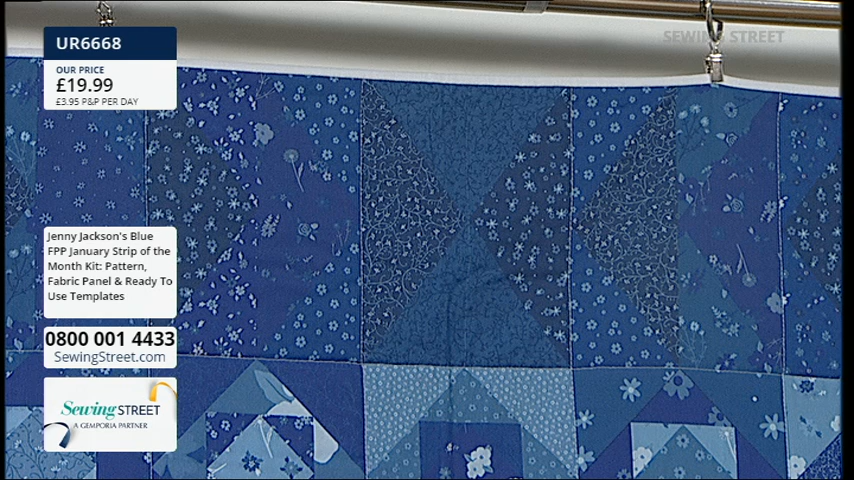 UR6668
OUR PRICE
£19.99
£3.95 P&P PER DAY
SEWING STREET
Jenny Jackson's Blue
FPP January Strip of the
Month Kit: Pattern,
Fabric Panel & Ready To
Use Templates
0800 001 4433
SewingStreet.com
Sewing STREET
A GEMPORIA PARTNER